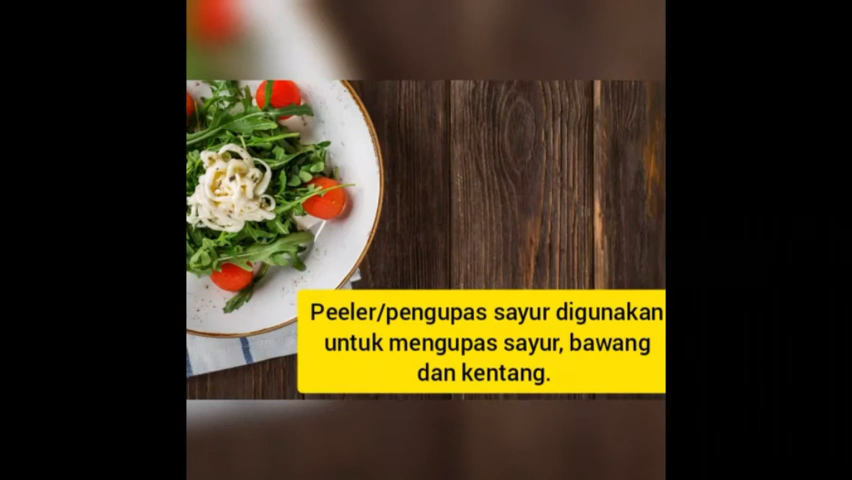 Peeler/pengupas sayur digunakan
untuk mengupas sayur, bawang
dan kentang.